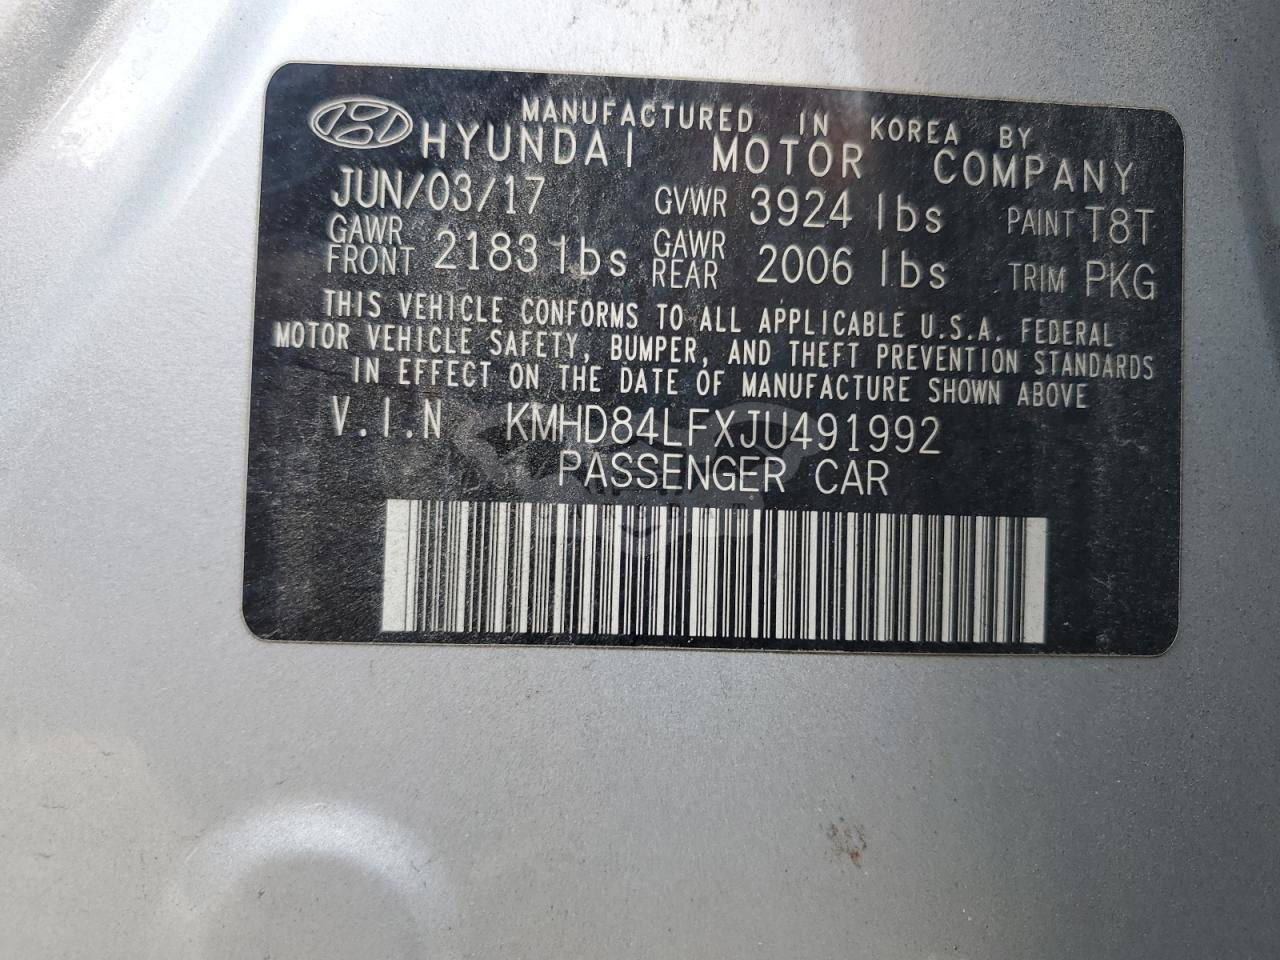 MANUFACTURED IN KOREA BY
HYUNDAI MOTOR COMPANY
JUN/03/17 GVWR 3924 lbs PAINT T8T
GAWR FRONT 2183 lbs GAWR REAR 2006 lbs TRIM PKG
THIS VEHICLE CONFORMS TO ALL APPLICABLE U.S.A. FEDERAL
MOTOR VEHICLE SAFETY, BUMPER, AND THEFT PREVENTION STANDARDS
IN EFFECT ON THE DATE OF MANUFACTURE SHOWN ABOVE
V.I.N KMHD84LFXJU491992
PASSENGER CAR